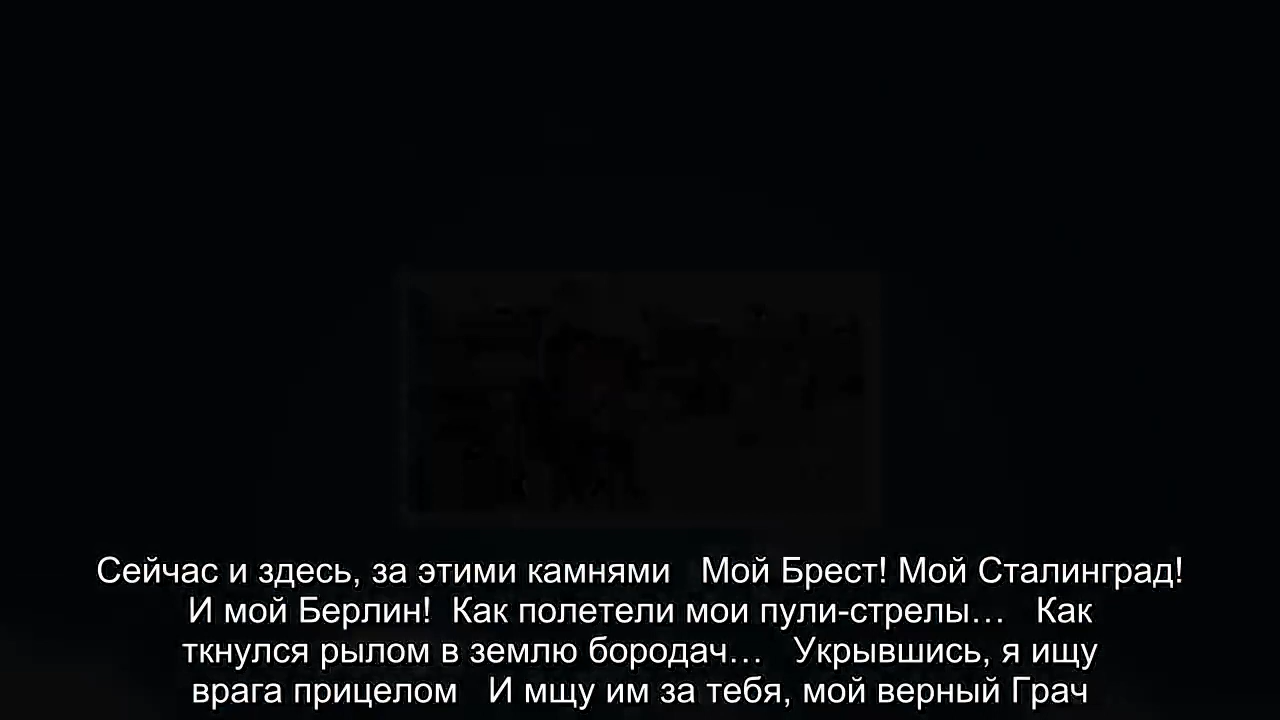 Сейчас и здесь, за этими камнями   Мой Брест! Мой Сталинград!
И мой Берлин!  Как полетели мои пули-стрелы…   Как
ткнулся рылом в землю бородач…   Укрывшись, я ищу
врага прицелом   И мщу им за тебя, мой верный Грач